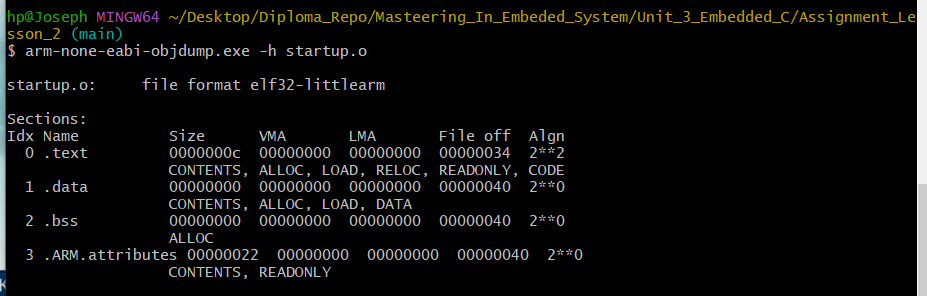 hp@Joseph MINGW64 ~/Desktop/Diploma_Repo/Masteering_In_Embeded_System/Unit_3_Embedded_C/Assignment_Le
sson_2 (main)
$ arm-none-eabi-objdump.exe -h startup.o
startup.o:     file format elf32-littlearm
Sections:
Idx Name          Size      VMA       LMA       File off  Algn
  0 .text         0000000c  00000000  00000000  00000034  2**2
                  CONTENTS, ALLOC, LOAD, RELOC, READONLY, CODE
  1 .data         00000000  00000000  00000000  00000040  2**0
                  CONTENTS, ALLOC, LOAD, DATA
  2 .bss          00000000  00000000  00000000  00000040  2**0
                  ALLOC
  3 .ARM.attributes 00000022  00000000  00000000  00000040  2**0
                  CONTENTS, READONLY